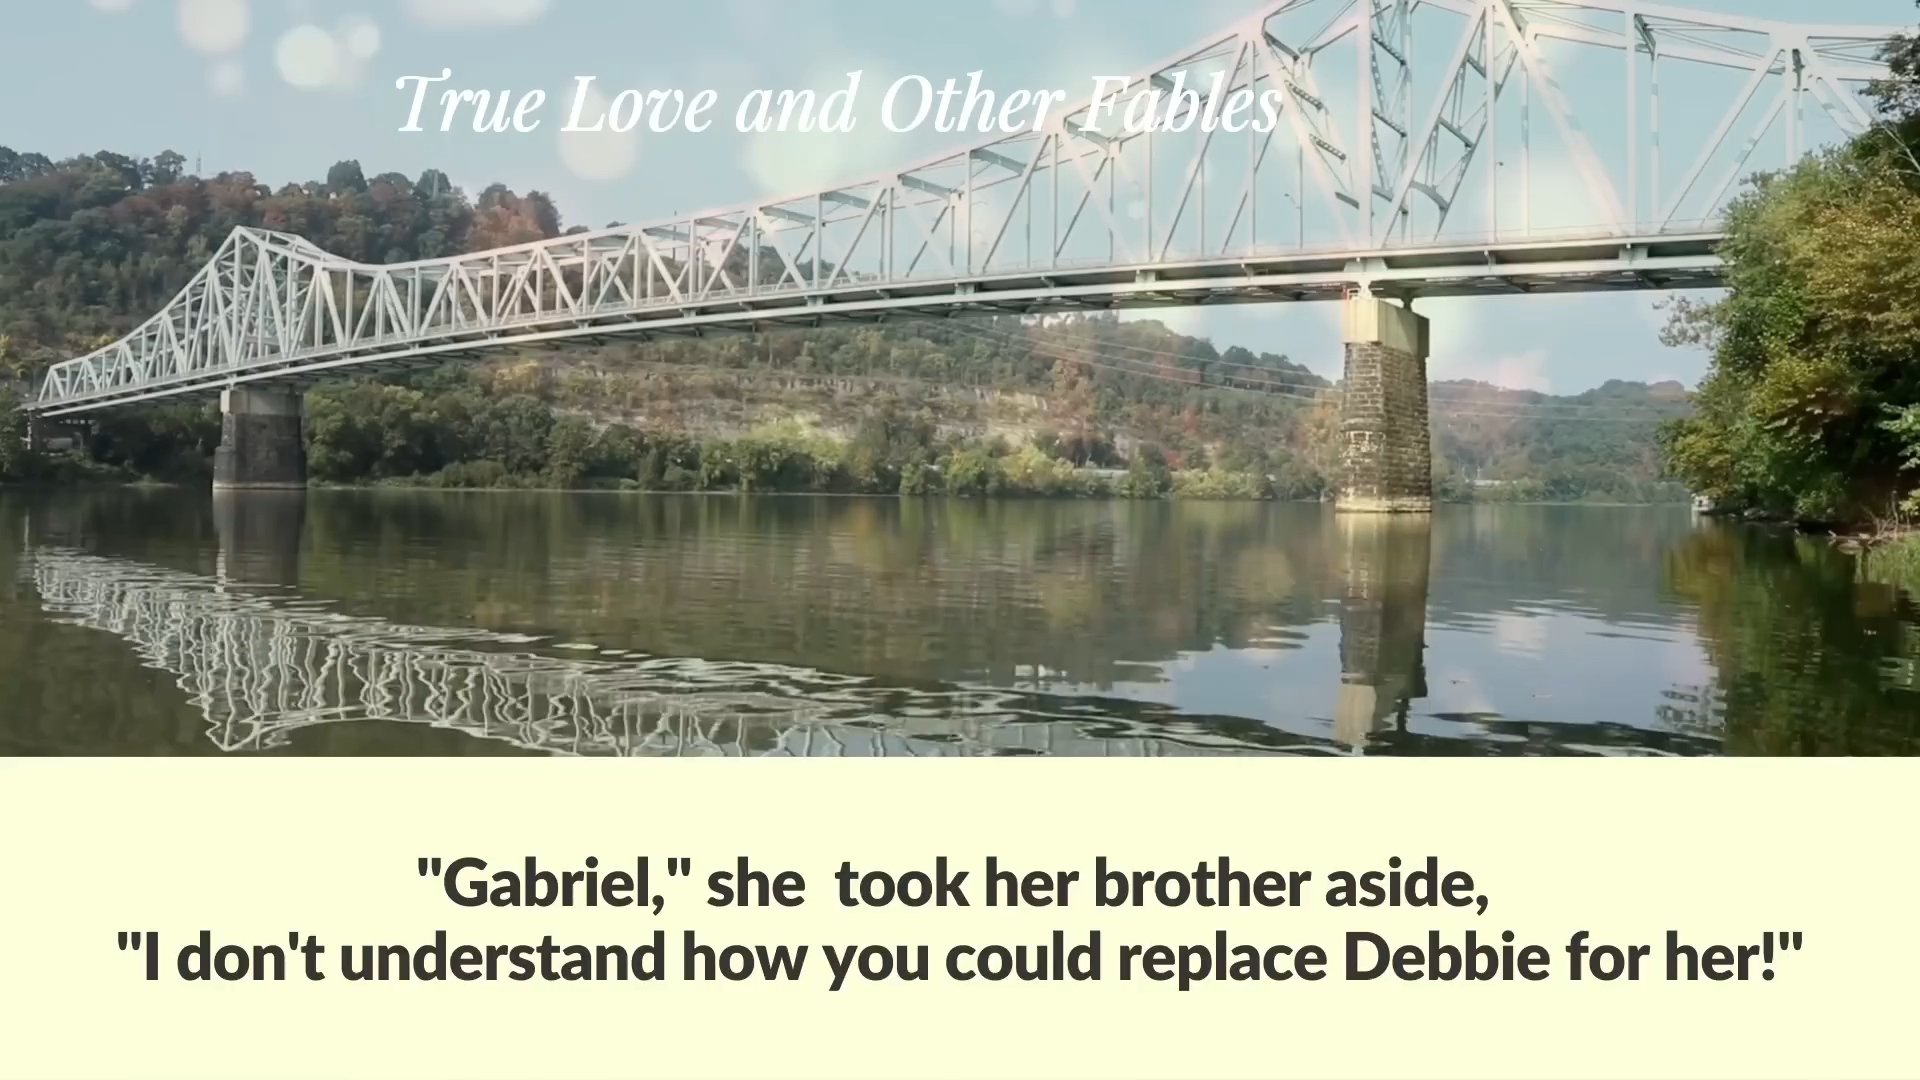 True Love and Other Fables
"Gabriel," she  took her brother aside,
"I don't understand how you could replace Debbie for her!"